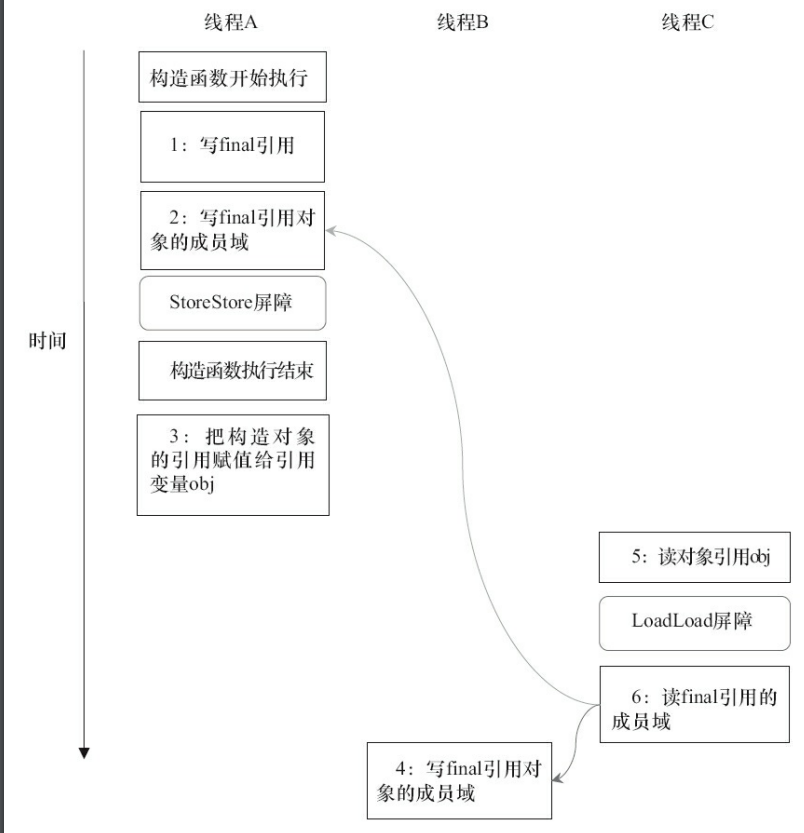 线程A
线程B
线程C
构造函数开始执行
1：写final引用
2：写final引用对
象的成员域
StoreStore屏障
时间
构造函数执行结束
3：把构造对象
的引用赋值给引用
变量obj
5：读对象引用obj
LoadLoad屏障
6：读final引用的
成员域
4：写final引用对
象的成员域